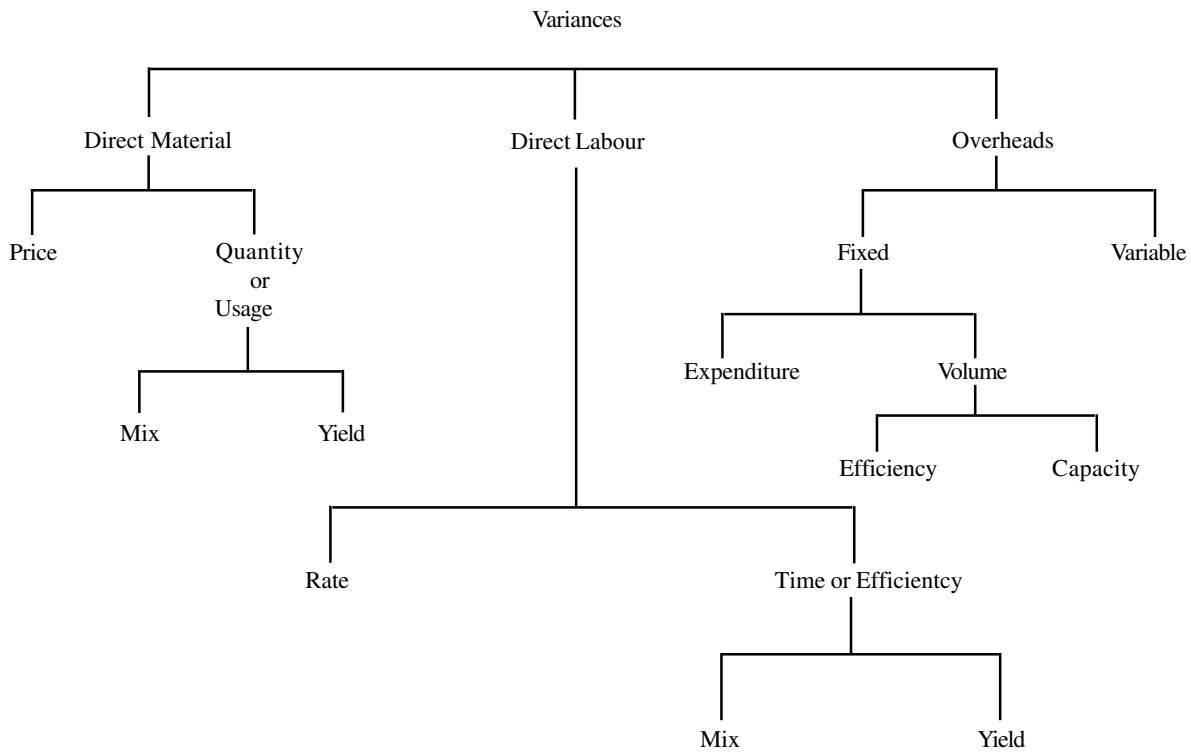 Variances
Direct Material
Direct Labour
Overheads
Price
Quantity
or
Usage
Fixed
Variable
Expenditure
Volume
Mix
Yield
Efficiency
Capacity
Rate
Time or Efficientcy
Mix
Yield